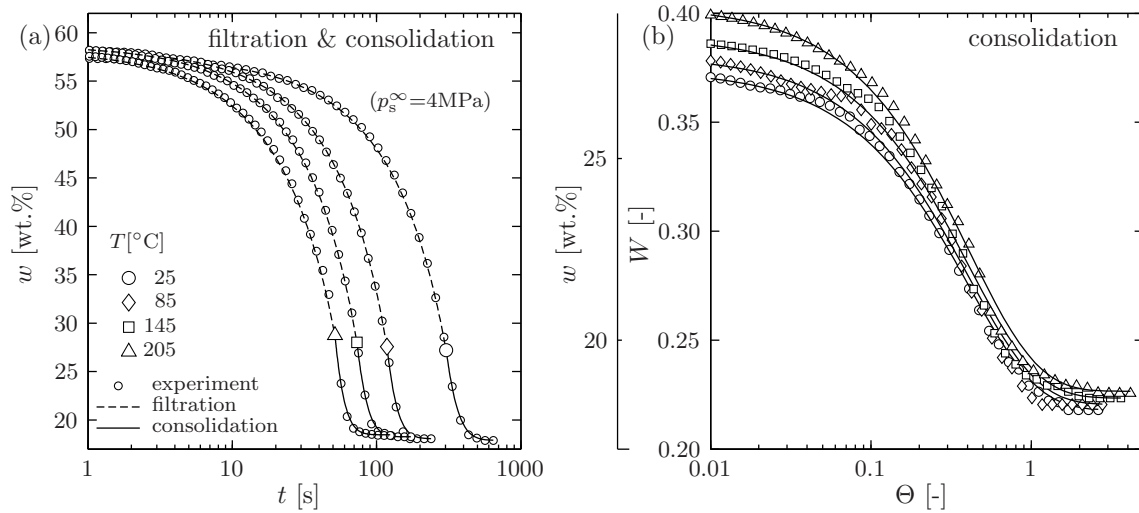 (a)
filtration & consolidation
(p_s^∞=4MPa)
w [wt.%]
60
55
50
45
40
35
30
25
20
T[°C]
25
85
145
205
experiment
filtration
consolidation
1
10
100
1000
t [s]
(b)
consolidation
w [wt.%]
25
20
W [-]
0.40
0.35
0.30
0.25
0.20
0.01
0.1
1
Θ [-]